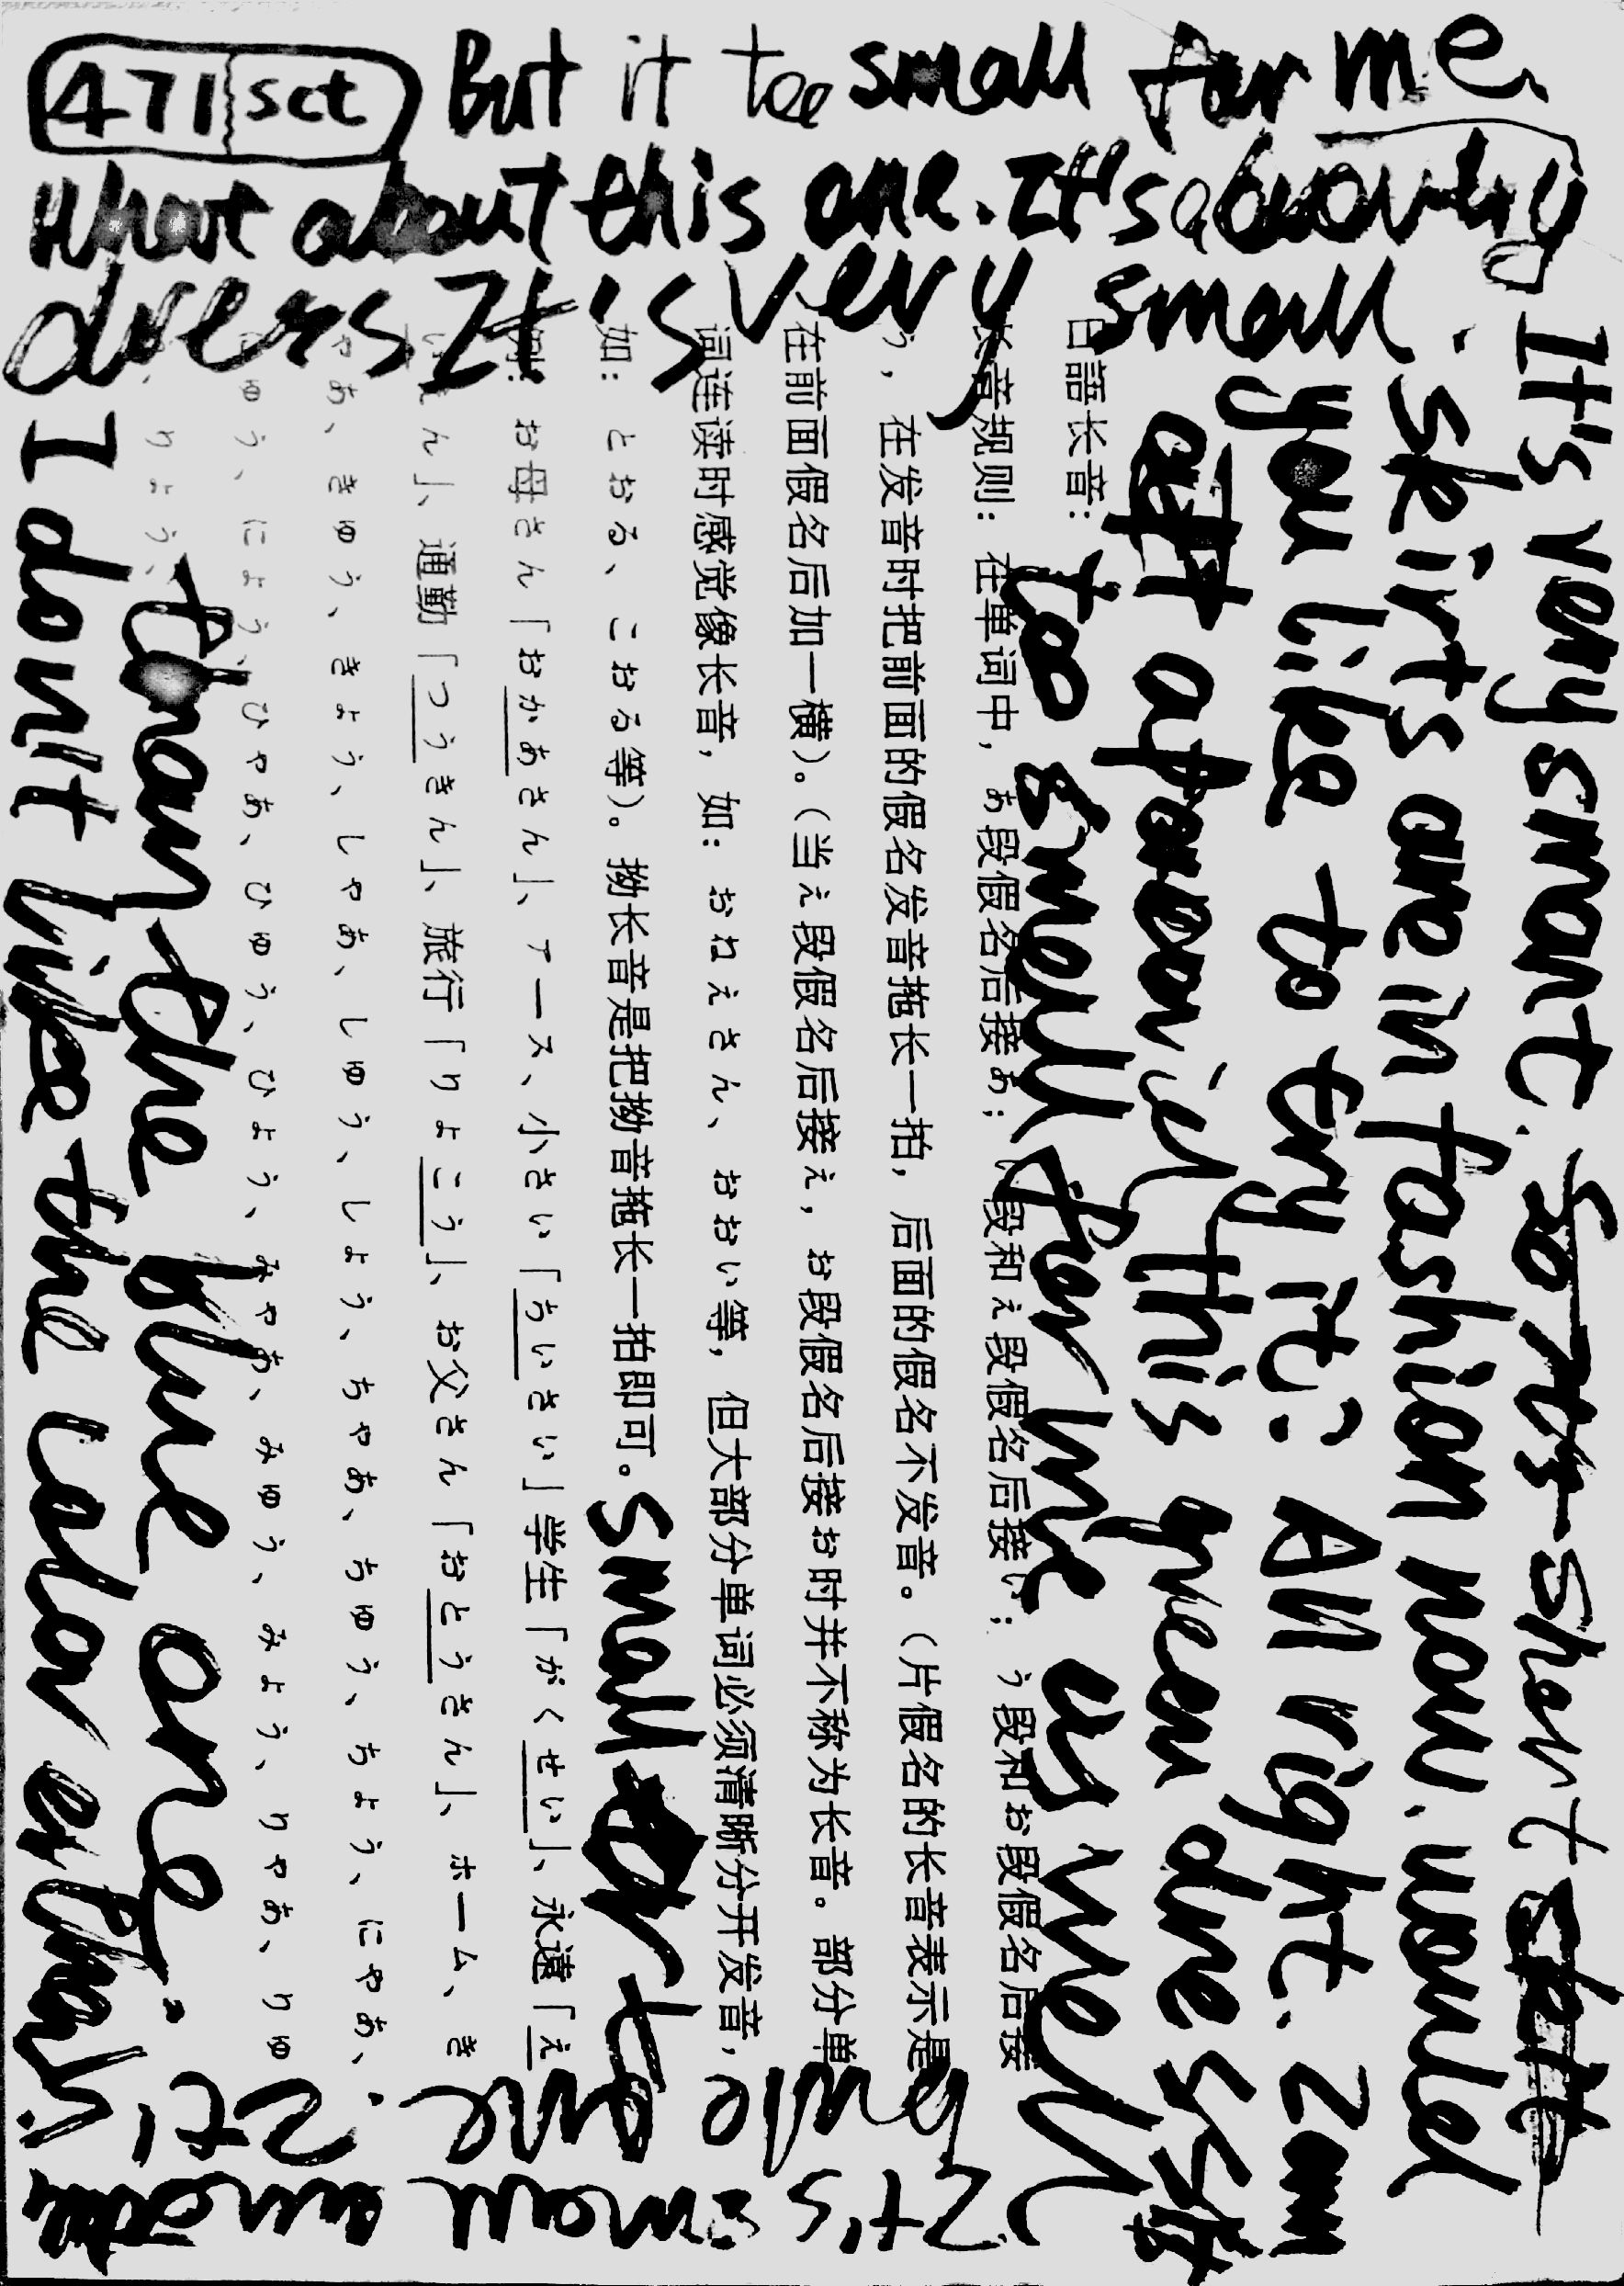 471 sct But it too small for me.
What about this one. It's a lovely
dress It is very small.
It's very smart. So It's short skirt
skirts are in fashion now. would
you like to try it: All right. I am
this green dress
too small for me as well
日語长音：
长音规则：在单词中，あ段假名后接あ；い段和え段假名后接い；う段和お段假名后接
う，在发音时把前面的假名发音拖长一拍，后面的假名不发音。（片假名的长音表示是
在前面假名后加一横）。（当え段假名后接え，お段假名后接お时并不称为长音。部分单
词连读时感觉像长音，如：おねえさん、おおい等，但大部分单词必须清晰分开发音，
如：とおる、こおる等）。拗长音是把拗音拖长一拍即可。
small
例：お母さん「おかあさん」、アース、小さい「ちいさい」学生「がくせい」、永遠「え
いえん」、通勤「つうきん」、旅行「りょこう」、お父さん「おとうさん」、ホーム、き
ゃあ、きゅう、きょう、しゃあ、しゅう、しょう、ちゃあ、ちゅう、ちょう、にゃあ、
にゅう、にょう、ひゃあ、ひゅう、ひょう、みゃあ、みゅう、みょう、りゃあ、りゅ
う、りょう、
than the blue one.
I don't like the color either.
It's small